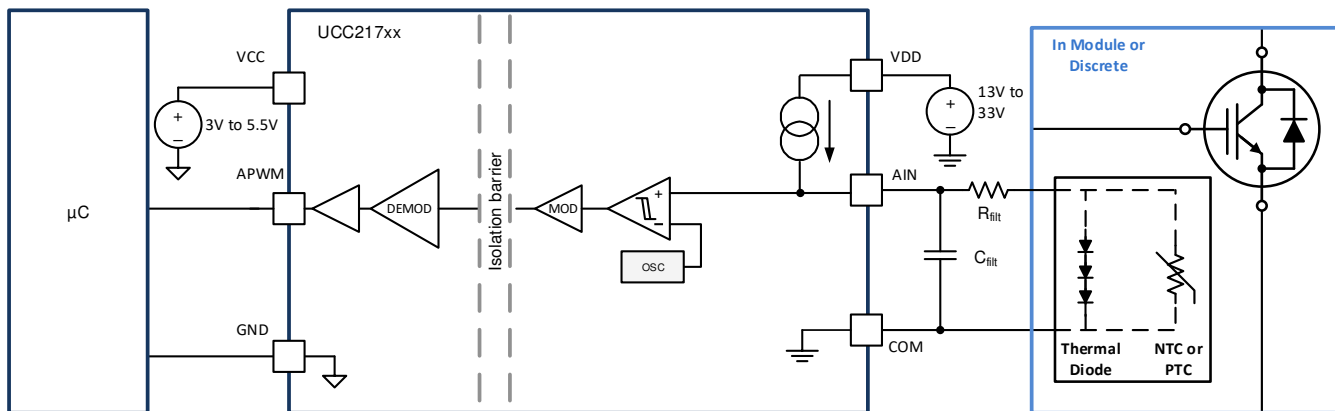 UCC217xx
In Module or
Discrete
VCC
VDD
+
−
3V to 5.5V
+
−
13V to
33V
APWM
AIN
µC
DEMOD
Isolation barrier
MOD
+
−
OSC
Rfilt
Cfilt
GND
COM
Thermal
Diode
NTC or
PTC